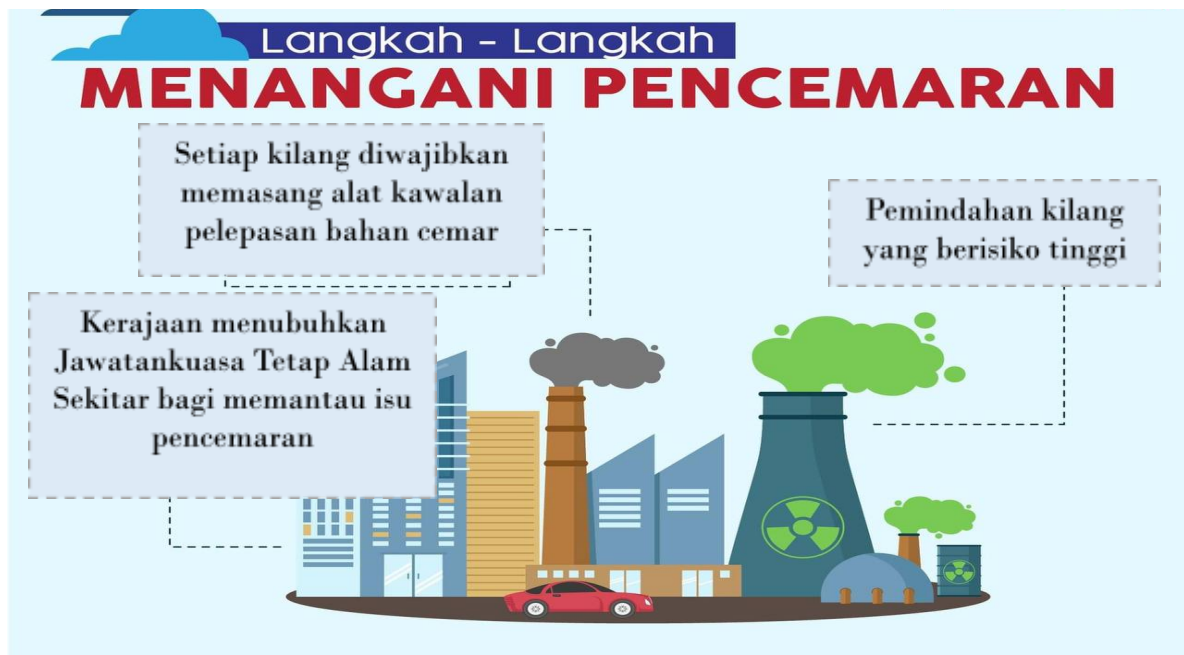 Langkah - Langkah
MENANGANI PENCEMARAN
Setiap kilang diwajibkan
memasang alat kawalan
pelepasan bahan cemar
Pemindahan kilang
yang berisiko tinggi
Kerajaan menubuhkan
Jawatankuasa Tetap Alam
Sekitar bagi memantau isu
pencemaran